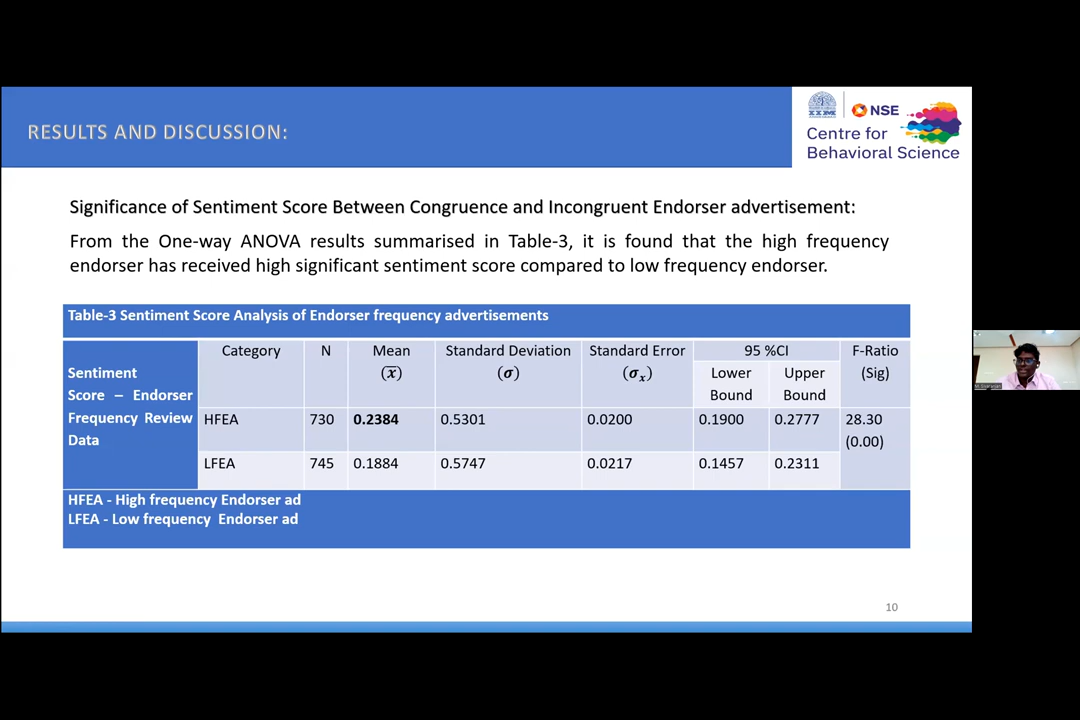 RESULTS AND DISCUSSION:
NSE
Centre for
Behavioral Science
Significance of Sentiment Score Between Congruence and Incongruent Endorser advertisement:
From the One-way ANOVA results summarised in Table-3, it is found that the high frequency
endorser has received high significant sentiment score compared to low frequency endorser.
Table-3 Sentiment Score Analysis of Endorser frequency advertisements
Sentiment
Score – Endorser
Frequency Review
Data
Category N Mean Standard Deviation Standard Error 95 %CI F-Ratio
(x̄) (σ) (σₓ) Lower Bound Upper Bound (Sig)
HFEA 730 0.2384 0.5301 0.0200 0.1900 0.2777 28.30
(0.00)
LFEA 745 0.1884 0.5747 0.0217 0.1457 0.2311
HFEA - High frequency Endorser ad
LFEA - Low frequency Endorser ad
10